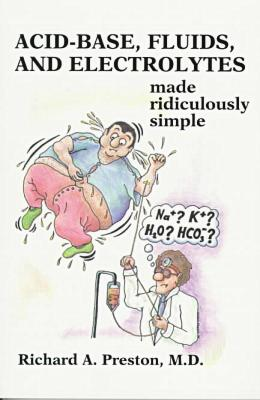 ACID-BASE, FLUIDS,
AND ELECTROLYTES
made
ridiculously
simple
Na⁺? K⁺?
H₂O? HCO₃⁻?
Richard A. Preston, M.D.